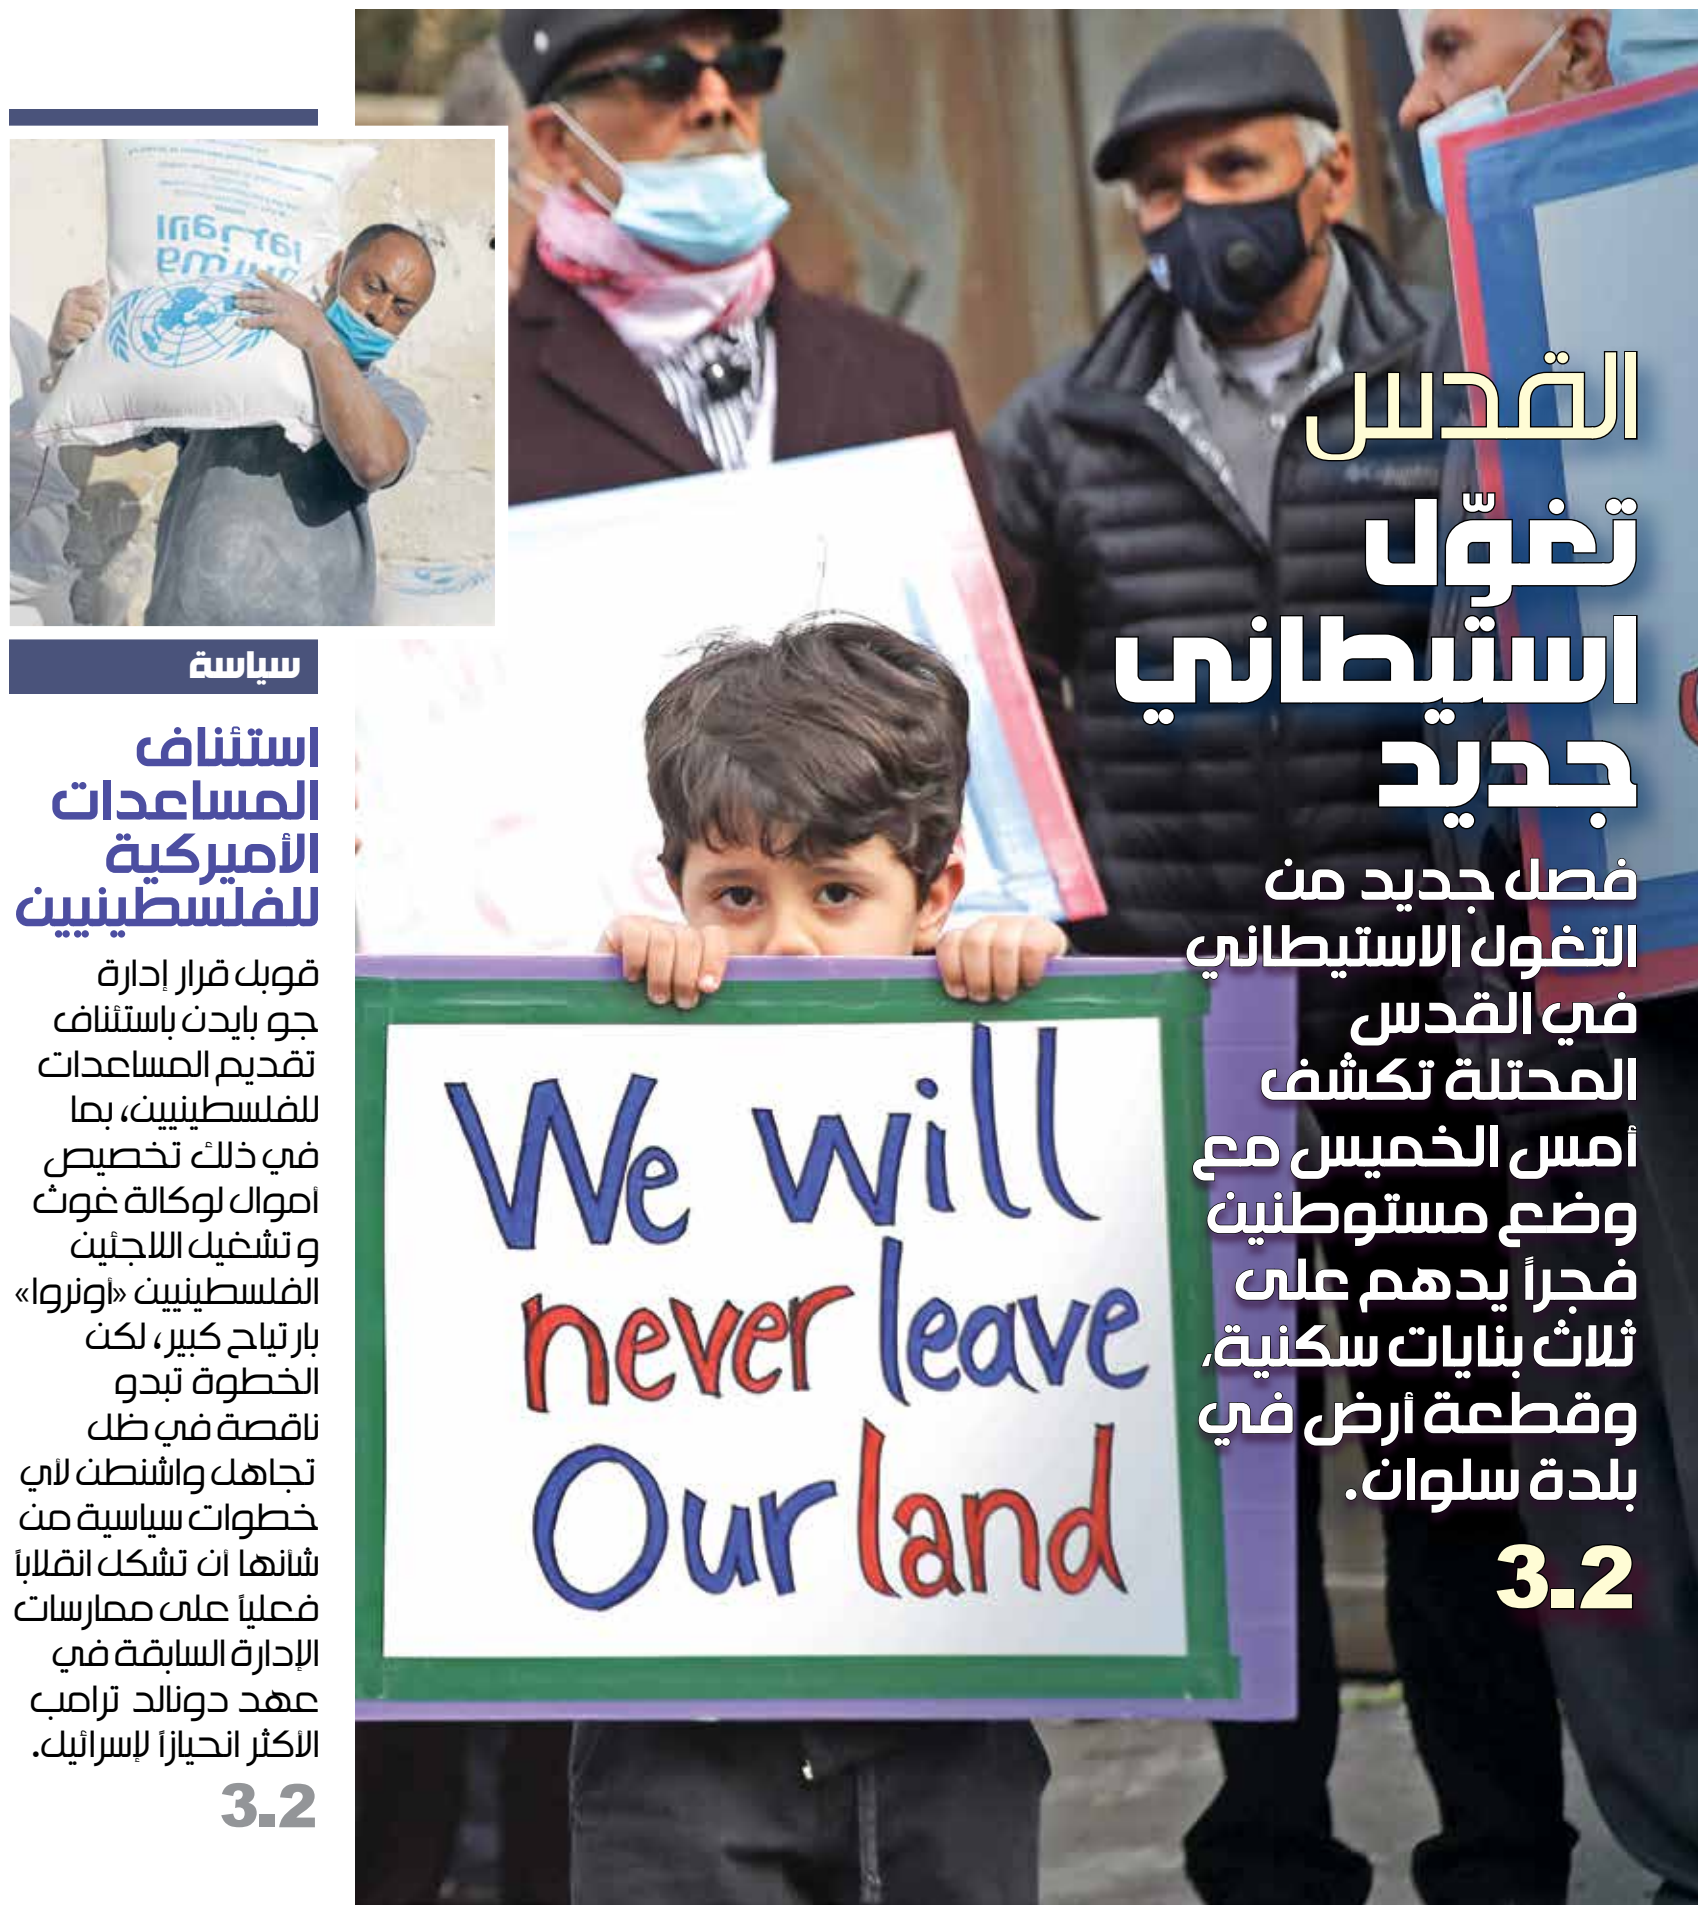 القدس
تغوّل
استيطاني
جديد
فصل جديد من
التغول الاستيطاني
في القدس
المحتلة تكشف
أمس الخميس مع
وضع مستوطنين
فجراً يدهم على
ثلاث بنايات سكنية،
وقطعة أرض في
بلدة سلوان.
3.2
We will
never leave
Our land
سياسة
استئناف
المساعدات
الأميركية
للفلسطينيين
قوبل قرار إدارة
جو بايدن باستئناف
تقديم المساعدات
للفلسطينيين، بما
في ذلك تخصيص
أموال لوكالة غوث
وتشغيل اللاجئين
الفلسطينيين «أونروا»
بارتياح كبير، لكن
الخطوة تبدو
ناقصة في ظل
تجاهل واشنطن لأي
خطوات سياسية من
شأنها أن تشكل انقلاباً
فعلياً على ممارسات
الإدارة السابقة في
عهد دونالد ترامب
الأكثر انحيازاً لإسرائيل.
3.2